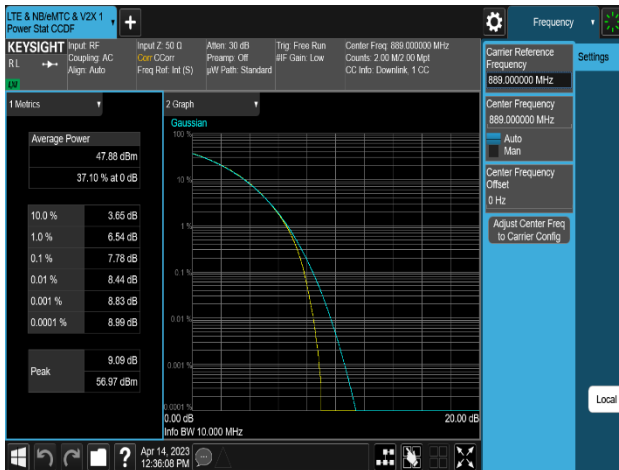 LTE & NB/eMTC & V2X 1
Power Stat CCDF
Frequency
KEYSIGHT
RL
Input: RF
Coupling: AC
Align: Auto
Input Z: 50 Ω
Corr CCorr
Freq Ref: Int (S)
Atten: 30 dB
Preamp: Off
µW Path: Standard
Trig: Free Run
#IF Gain: Low
Center Freq: 889.000000 MHz
Counts: 2.00 M/2.00 Mpt
CC Info: Downlink, 1 CC
1 Metrics
Average Power
47.88 dBm
37.10 % at 0 dB
10.0 % 3.65 dB
1.0 % 6.54 dB
0.1 % 7.78 dB
0.01 % 8.44 dB
0.001 % 8.83 dB
0.0001 % 8.99 dB
Peak
9.09 dB
56.97 dBm
2 Graph
Gaussian
100 %
10 %
1 %
0.1 %
0.01 %
0.001 %
0.0001 %
0.00 dB
20.00 dB
Info BW 10.000 MHz
Carrier Reference
Frequency
889.000000 MHz
Center Frequency
889.000000 MHz
Auto
Man
Center Frequency
Offset
0 Hz
Adjust Center Freq
to Carrier Config
Settings
Local
?
Apr 14, 2023
12:36:08 PM